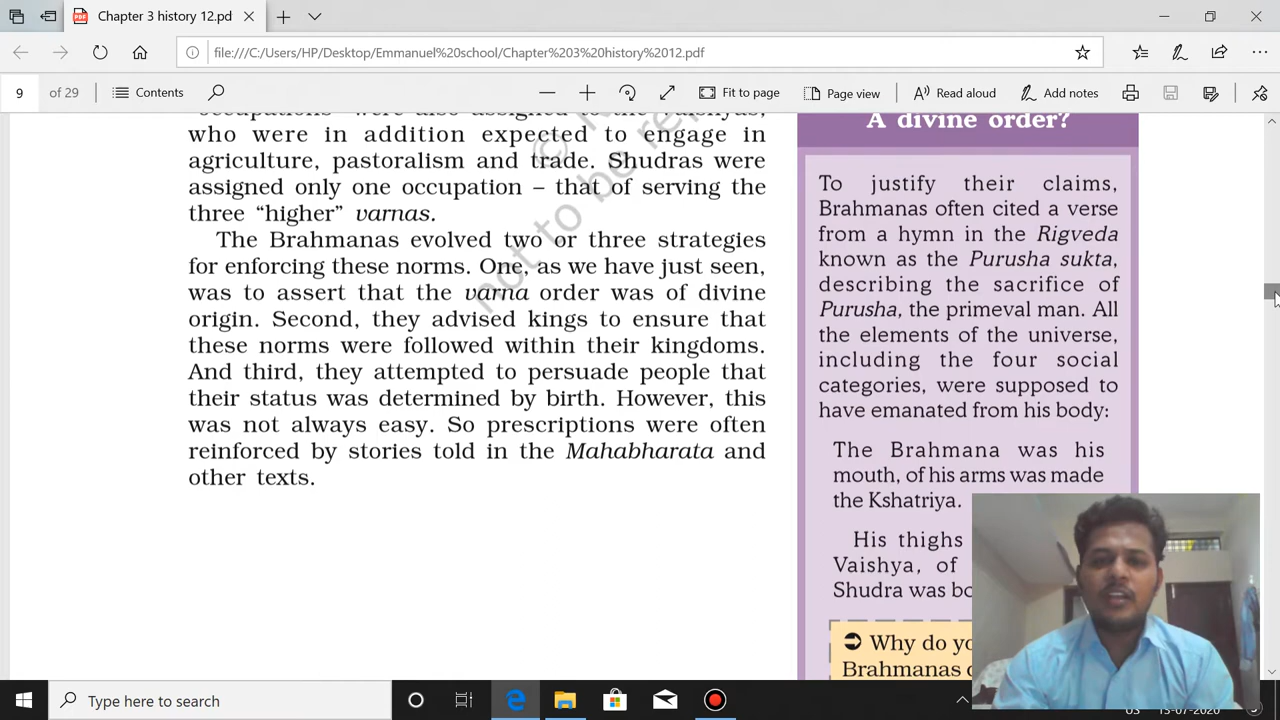 Chapter 3 history 12.pd
file:///C:/Users/HP/Desktop/Emmanuel%20school/Chapter%203%20history%2012.pdf
9 of 29 Contents Fit to page Page view Read aloud Add notes
who were in addition expected to engage in
agriculture, pastoralism and trade. Shudras were
assigned only one occupation – that of serving the
three “higher” varnas.
The Brahmanas evolved two or three strategies
for enforcing these norms. One, as we have just seen,
was to assert that the varna order was of divine
origin. Second, they advised kings to ensure that
these norms were followed within their kingdoms.
And third, they attempted to persuade people that
their status was determined by birth. However, this
was not always easy. So prescriptions were often
reinforced by stories told in the Mahabharata and
other texts.
not to be re
A divine order?
To justify their claims,
Brahmanas often cited a verse
from a hymn in the Rigveda
known as the Purusha sukta,
describing the sacrifice of
Purusha, the primeval man. All
the elements of the universe,
including the four social
categories, were supposed to
have emanated from his body:
The Brahmana was his
mouth, of his arms was made
the Kshatriya.
His thighs
Vaishya, of
Shudra was
Why do
Brahmanas
Type here to search
US 13-07-2020